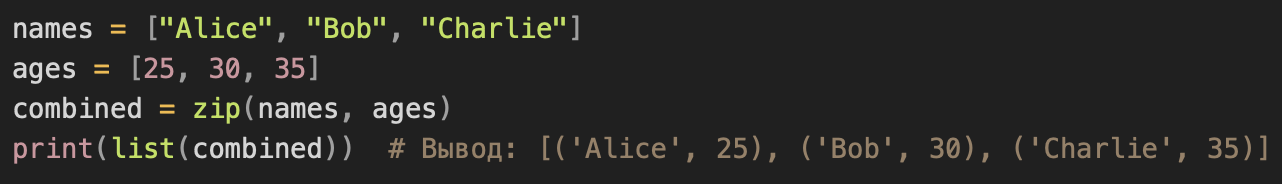 names = ["Alice", "Bob", "Charlie"]
ages = [25, 30, 35]
combined = zip(names, ages)
print(list(combined))  # Вывод: [('Alice', 25), ('Bob', 30), ('Charlie', 35)]